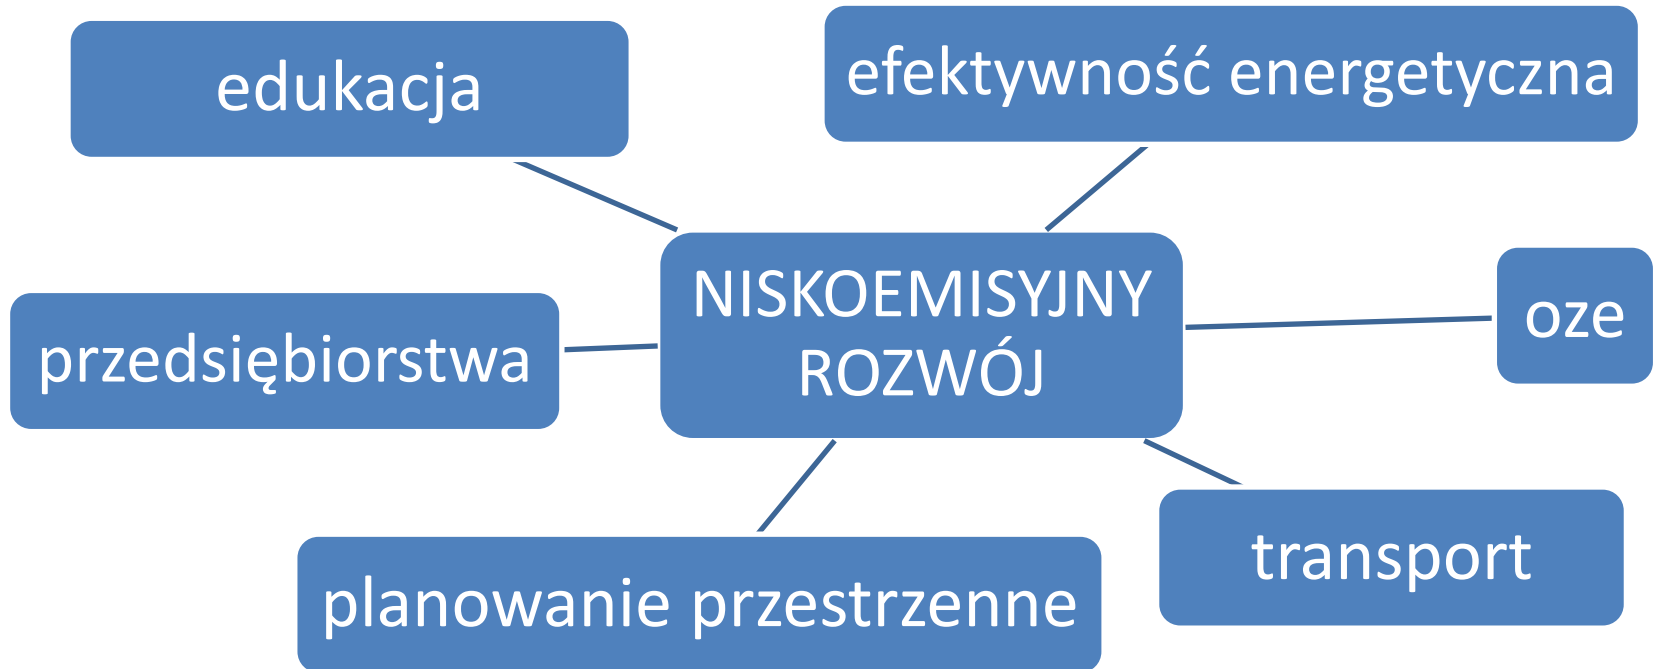 edukacja
efektywność energetyczna
NISKOEMISYJNY
ROZWÓJ
oze
przedsiębiorstwa
transport
planowanie przestrzenne